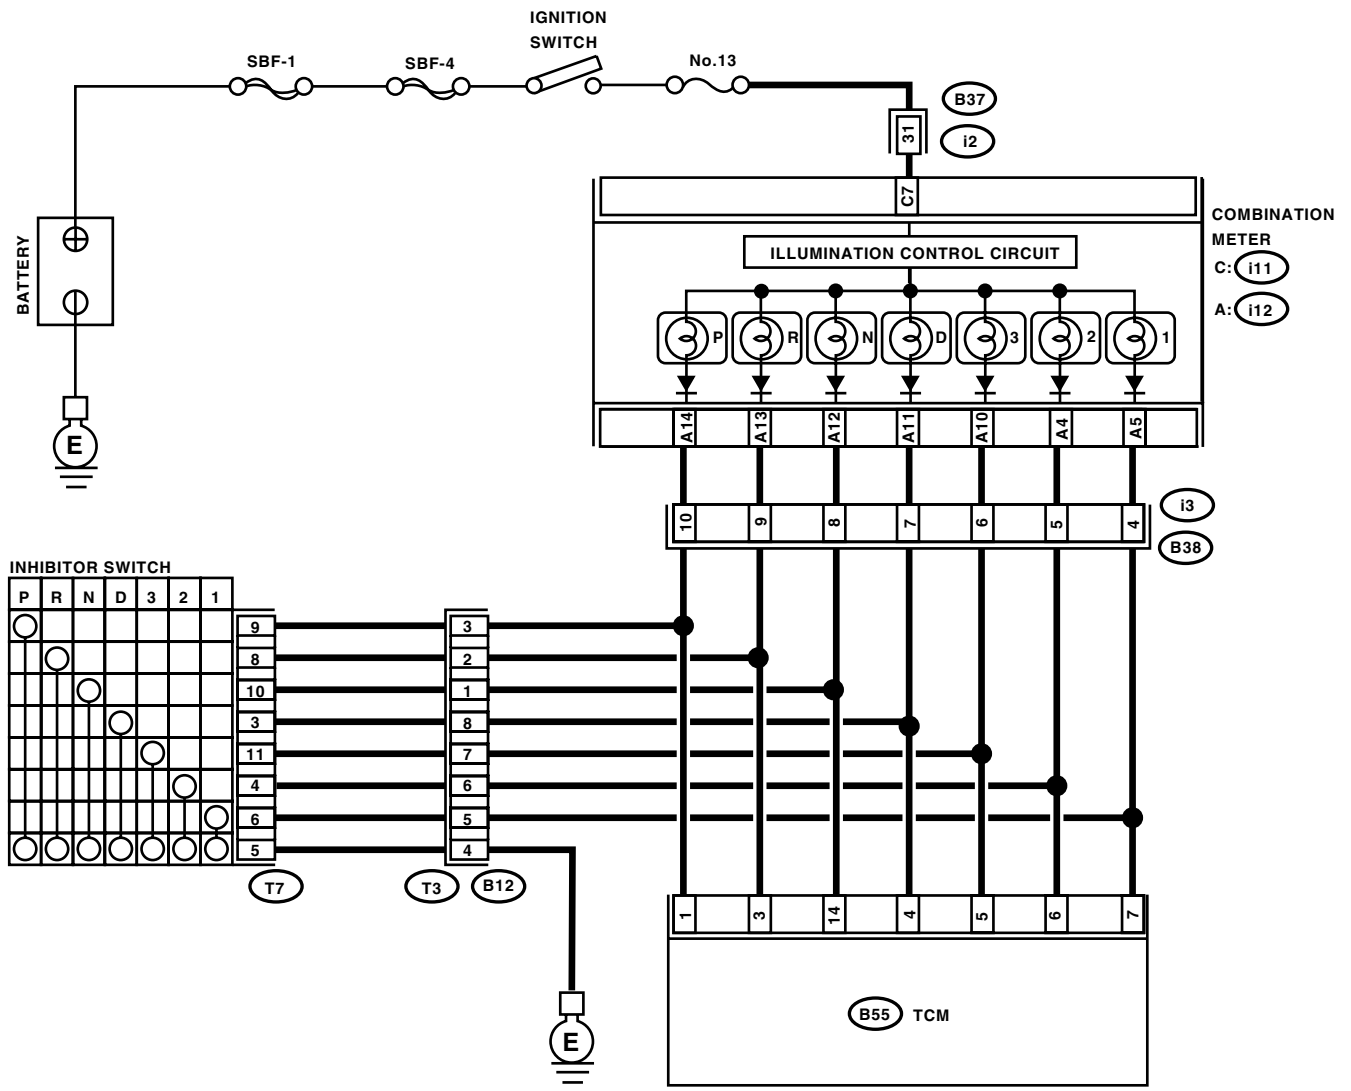 IGNITION
SWITCH
SBF-1
SBF-4
No.13
B37
31
i2
C7
COMBINATION
METER
C: i11
A: i12
BATTERY
ILLUMINATION CONTROL CIRCUIT
P R N D 3 2 1
A14 A13 A12 A11 A10 A4 A5
E
i3
10 9 8 7 6 5 4
B38
INHIBITOR SWITCH
P R N D 3 2 1
9 3
8 2
10 1
3 8
11 7
4 6
6 5
5 4
T7 T3 B12
1 3 14 4 5 6 7
B55 TCM
E